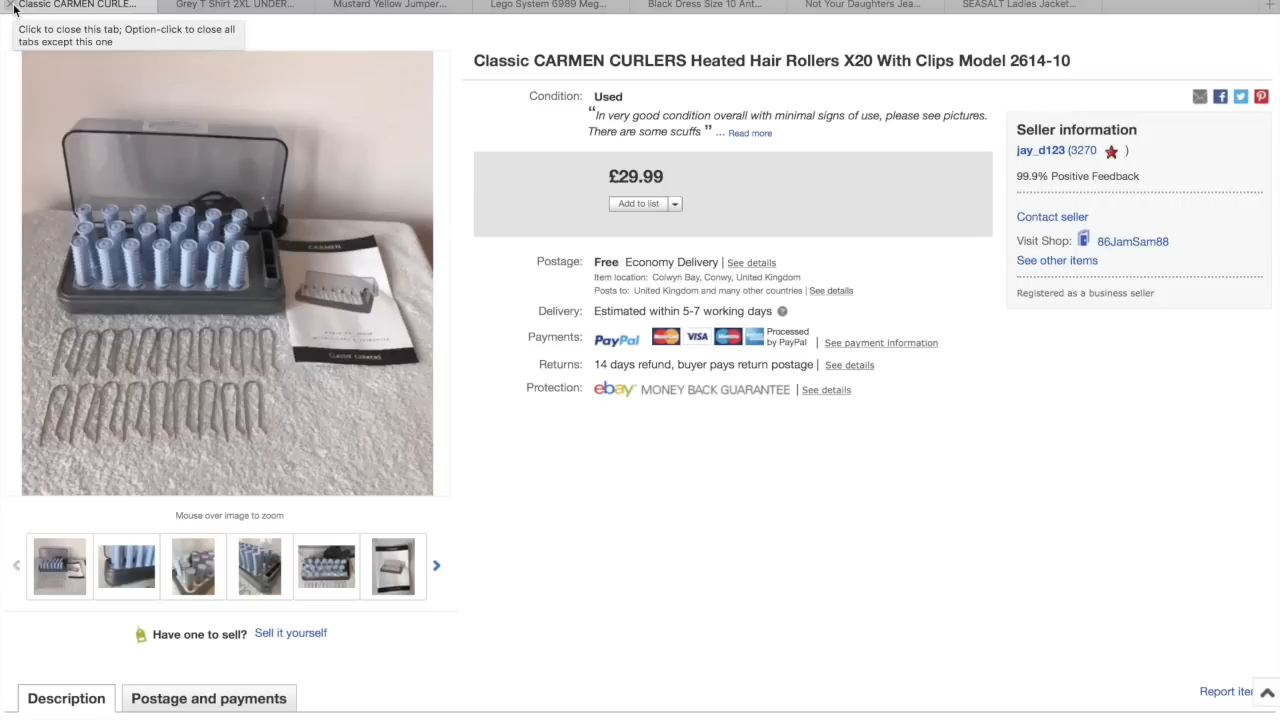 Classic CARMEN CURLE...
Grey T Shirt 2XL UNDER...
Mustard Yellow Jumper...
Lego System 6989 Meg...
Black Dress Size 10 Ant...
Not Your Daughters Jea...
SEASALT Ladies Jacket...
Click to close this tab; Option-click to close all
tabs except this one
Classic CARMEN CURLERS Heated Hair Rollers X20 With Clips Model 2614-10
Condition: Used
“In very good condition overall with minimal signs of use, please see pictures.
There are some scuffs ” ... Read more
£29.99
Add to list
Postage: Free Economy Delivery | See details
Item location: Colwyn Bay, Conwy, United Kingdom
Posts to: United Kingdom and many other countries | See details
Delivery: Estimated within 5-7 working days
Payments: PayPal VISA Processed
by PayPal | See payment information
Returns: 14 days refund, buyer pays return postage | See details
Protection: ebay MONEY BACK GUARANTEE | See details
Seller information
jay_d123 (3270 )
99.9% Positive Feedback
Contact seller
Visit Shop: 86JamSam88
See other items
Registered as a business seller
CARMEN
CLASSIC CURLERS
Mouse over image to zoom
Have one to sell? Sell it yourself
Description
Postage and payments
Report ite